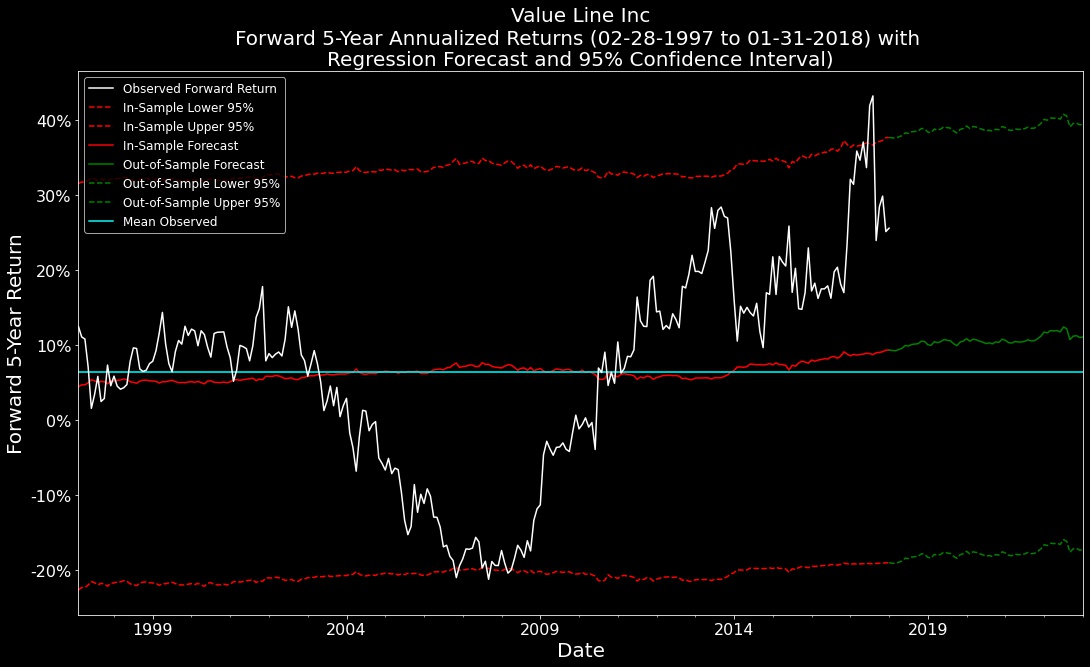 Value Line Inc
Forward 5-Year Annualized Returns (02-28-1997 to 01-31-2018) with
Regression Forecast and 95% Confidence Interval)
Observed Forward Return
In-Sample Lower 95%
In-Sample Upper 95%
In-Sample Forecast
Out-of-Sample Forecast
Out-of-Sample Lower 95%
Out-of-Sample Upper 95%
Mean Observed
Forward 5-Year Return
40%
30%
20%
10%
0%
-10%
-20%
1999
2004
2009
2014
2019
Date